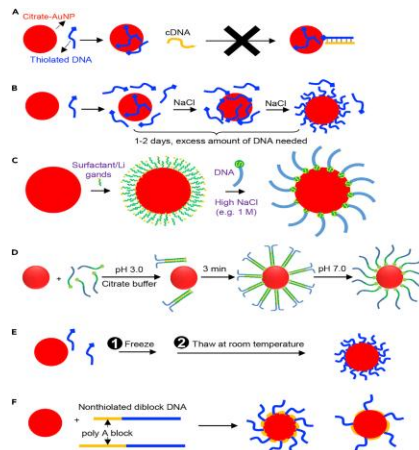 A
Citrate-AuNP
cDNA
Thiolated DNA
B
NaCl
NaCl
1-2 days, excess amount of DNA needed
C
Surfactant/Li
gands
DNA
High NaCl
(e.g. 1 M)
D
+
pH 3.0
Citrate buffer
3 min
pH 7.0
E
1 Freeze
2 Thaw at room temperature
F
+
Nonthiolated diblock DNA
poly A block